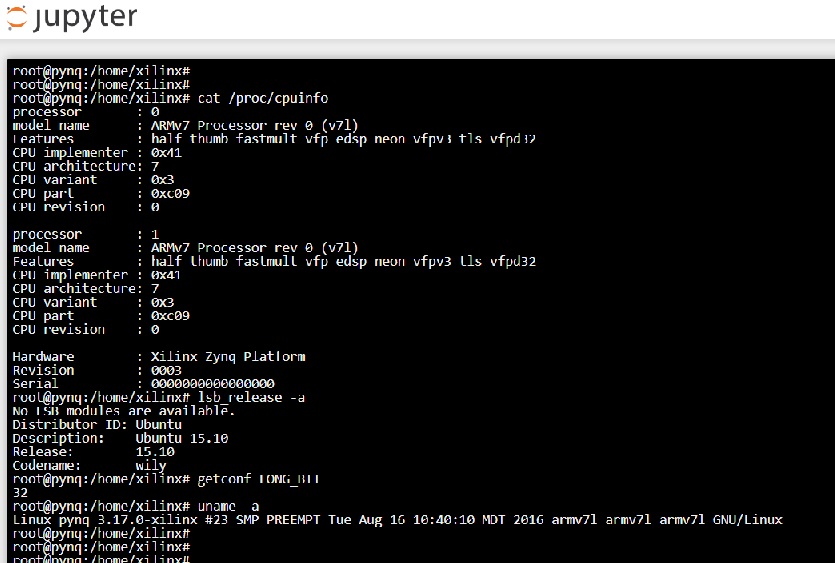 jupyter
root@pynq:/home/xilinx#
root@pynq:/home/xilinx#
root@pynq:/home/xilinx# cat /proc/cpuinfo
processor : 0
model name : ARMv7 Processor rev 0 (v7l)
Features : half thumb fastmult vfp edsp neon vfpv3 tls vfpd32
CPU implementer : 0x41
CPU architecture: 7
CPU variant : 0x3
CPU part : 0xc09
CPU revision : 0
processor : 1
model name : ARMv7 Processor rev 0 (v7l)
Features : half thumb fastmult vfp edsp neon vfpv3 tls vfpd32
CPU implementer : 0x41
CPU architecture: 7
CPU variant : 0x3
CPU part : 0xc09
CPU revision : 0
Hardware : Xilinx Zynq Platform
Revision : 0003
Serial : 0000000000000000
root@pynq:/home/xilinx# lsb_release -a
No LSB modules are available.
Distributor ID: Ubuntu
Description: Ubuntu 15.10
Release: 15.10
Codename: wily
root@pynq:/home/xilinx# getconf LONG_BIT
32
root@pynq:/home/xilinx# uname -a
Linux pynq 3.17.0-xilinx #23 SMP PREEMPT Tue Aug 16 10:40:10 MDT 2016 armv7l armv7l armv7l GNU/Linux
root@pynq:/home/xilinx#
root@pynq:/home/xilinx#
root@pynq:/home/xilinx#